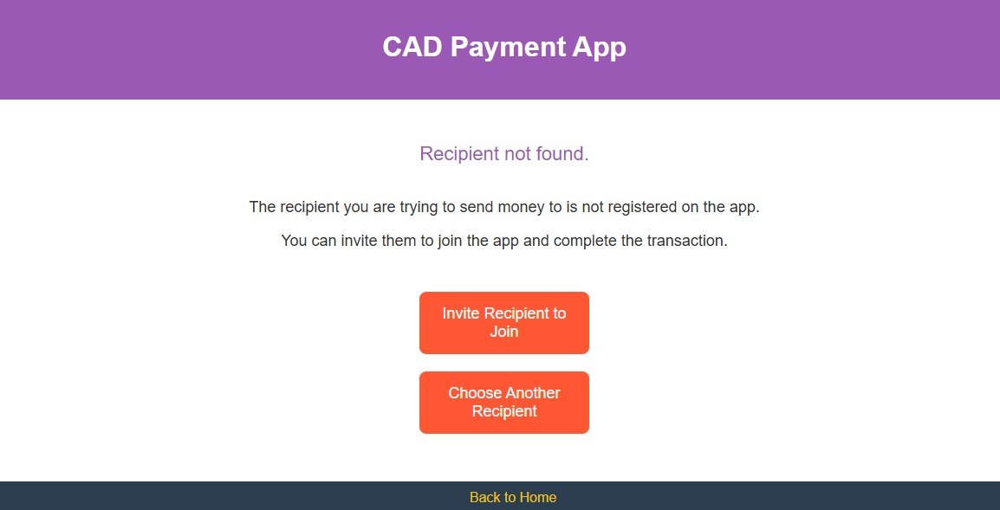 CAD Payment App
Recipient not found.
The recipient you are trying to send money to is not registered on the app.
You can invite them to join the app and complete the transaction.
Invite Recipient to
Join
Choose Another
Recipient
Back to Home